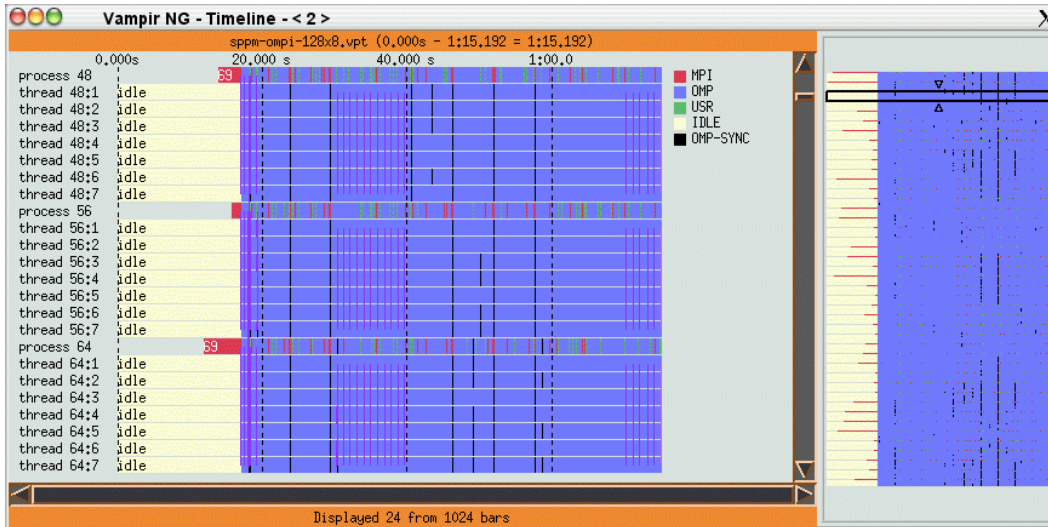 Vampir NG - Timeline - < 2 >
sppm-ompi-128x8.vpt (0.000s - 1:15.192 = 1:15.192)
0.000s 20.000 s 40.000 s 1:00.0
process 48 69 MPI
thread 48:1 idle OMP
thread 48:2 idle USR
thread 48:3 idle IDLE
thread 48:4 idle OMP-SYNC
thread 48:5 idle
thread 48:6 idle
thread 48:7 idle
process 56
thread 56:1 idle
thread 56:2 idle
thread 56:3 idle
thread 56:4 idle
thread 56:5 idle
thread 56:6 idle
thread 56:7 idle
process 64 69
thread 64:1 idle
thread 64:2 idle
thread 64:3 idle
thread 64:4 idle
thread 64:5 idle
thread 64:6 idle
thread 64:7 idle
Displayed 24 from 1024 bars